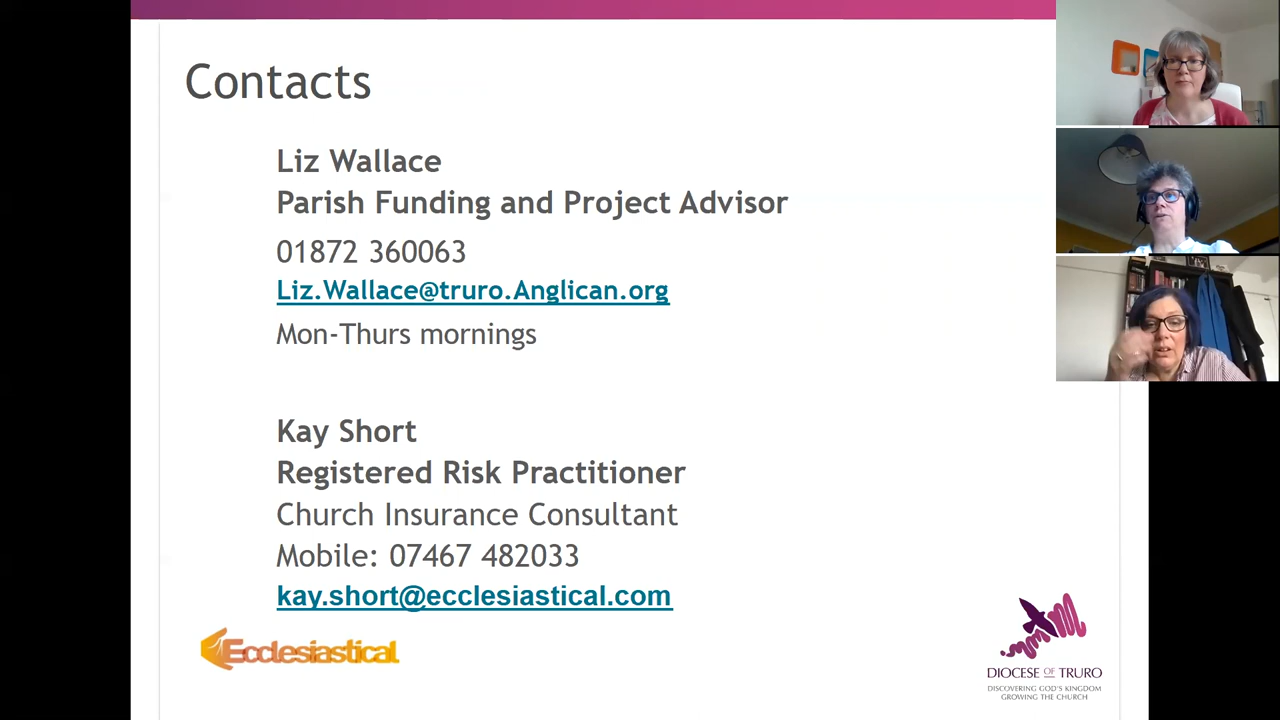 Contacts
Liz Wallace
Parish Funding and Project Advisor
01872 360063
Liz.Wallace@truro.Anglican.org
Mon-Thurs mornings
Kay Short
Registered Risk Practitioner
Church Insurance Consultant
Mobile: 07467 482033
kay.short@ecclesiastical.com
Ecclesiastical
DIOCESE OF TRURO
DISCOVERING GOD'S KINGDOM
GROWING THE CHURCH